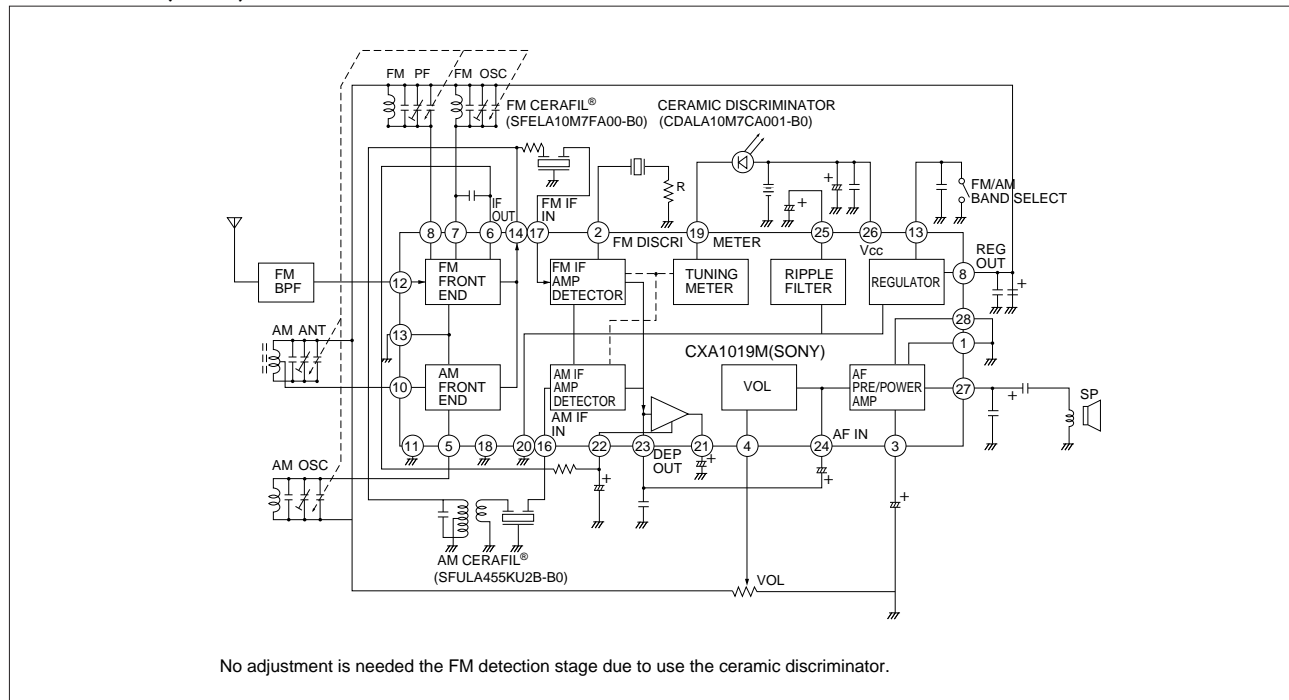 FM PF FM OSC
FM CERAFIL®
(SFELA10M7FA00-B0)
CERAMIC DISCRIMINATOR
(CDALA10M7CA001-B0)
R
+
+
FM/AM
BAND SELECT
IF
OUT
FM IF
IN
8 7 6 14 17 2 19 25 26 13
FM DISCRI METER
Vcc
FM
BPF
12
FM
FRONT
END
FM IF
AMP
DETECTOR
TUNING
METER
RIPPLE
FILTER
REGULATOR
8
REG
OUT
+
13
28
1
AM ANT
CXA1019M(SONY)
10
AM
FRONT
END
AM IF
AMP
DETECTOR
AM IF
IN
VOL
AF
PRE/POWER
AMP
27
+
SP
11 5 18 20 16 22 23 21 4 24 3
DEP
OUT
AF IN
AM OSC
+
+
+
+
AM CERAFIL®
(SFULA455KU2B-B0)
VOL
No adjustment is needed the FM detection stage due to use the ceramic discriminator.